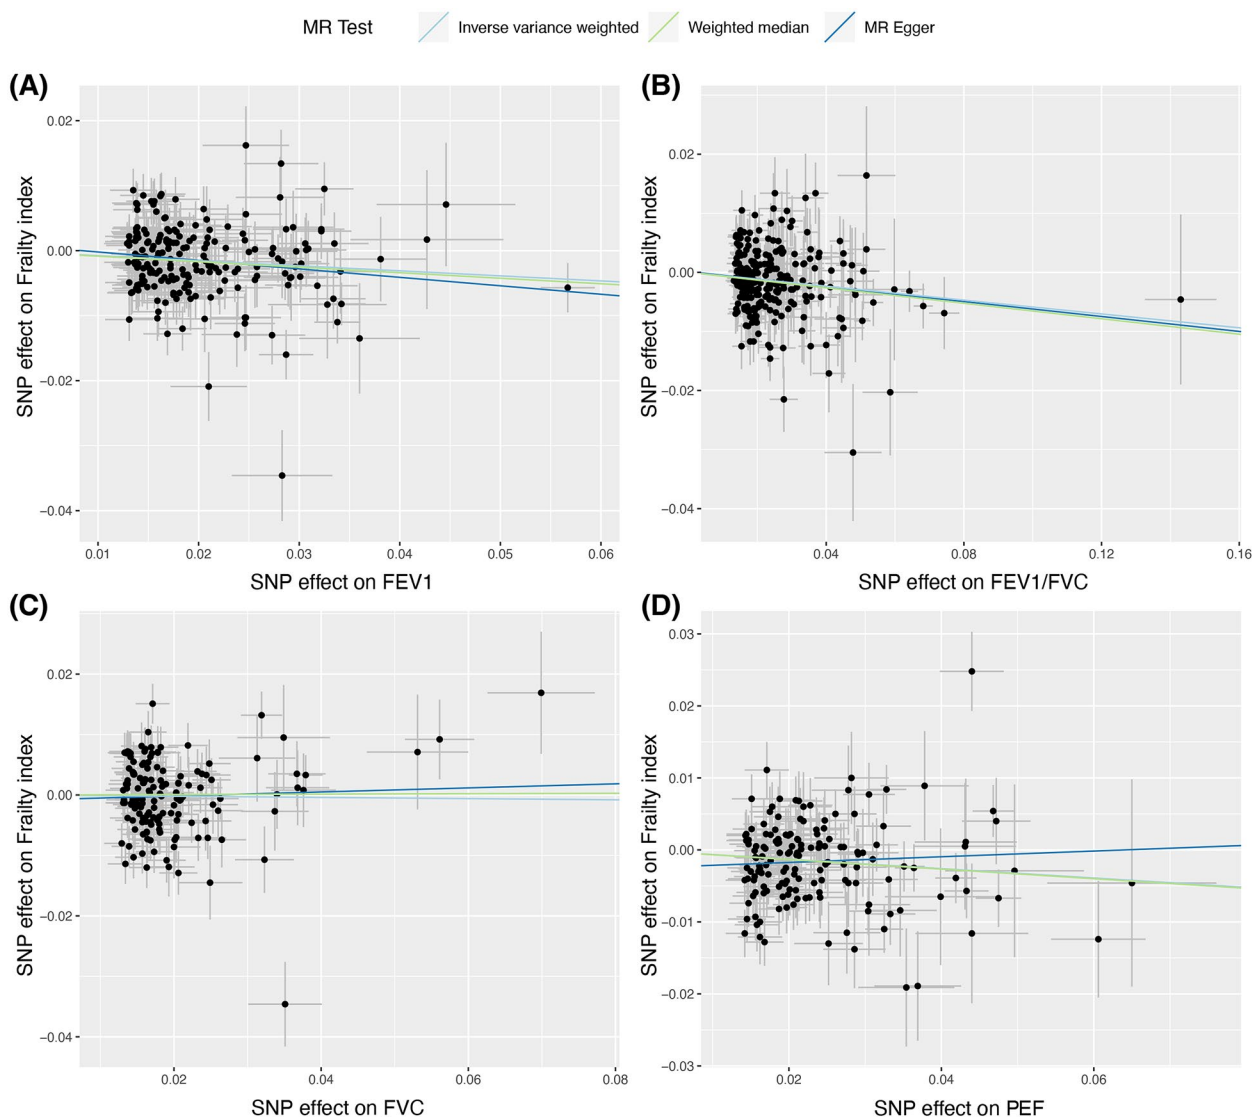 MR Test Inverse variance weighted Weighted median MR Egger
(A)
SNP effect on Frailty index
0.02
0.00
−0.02
−0.04
0.01 0.02 0.03 0.04 0.05 0.06
SNP effect on FEV1
(B)
SNP effect on Frailty index
0.02
0.00
−0.02
−0.04
0.04 0.08 0.12 0.16
SNP effect on FEV1/FVC
(C)
SNP effect on Frailty index
0.02
0.00
−0.02
−0.04
0.02 0.04 0.06 0.08
SNP effect on FVC
(D)
SNP effect on Frailty index
0.03
0.02
0.01
0.00
−0.01
−0.02
−0.03
0.02 0.04 0.06
SNP effect on PEF